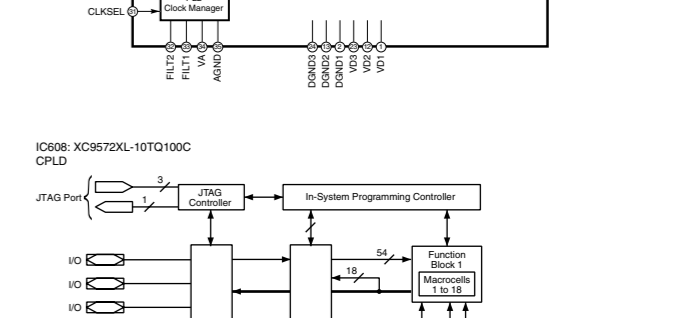 CLKSEL 31
Clock Manager
32 33 34 35 24 13 2 23 12 1
FILT2 FILT1 VA AGND DGND3 DGND2 DGND1 VD3 VD2 VD1
IC608: XC9572XL-10TQ100C
CPLD
JTAG Port
3
1
JTAG
Controller
In-System Programming Controller
I/O
54
18
Function
Block 1
Macrocells
1 to 18
I/O
I/O